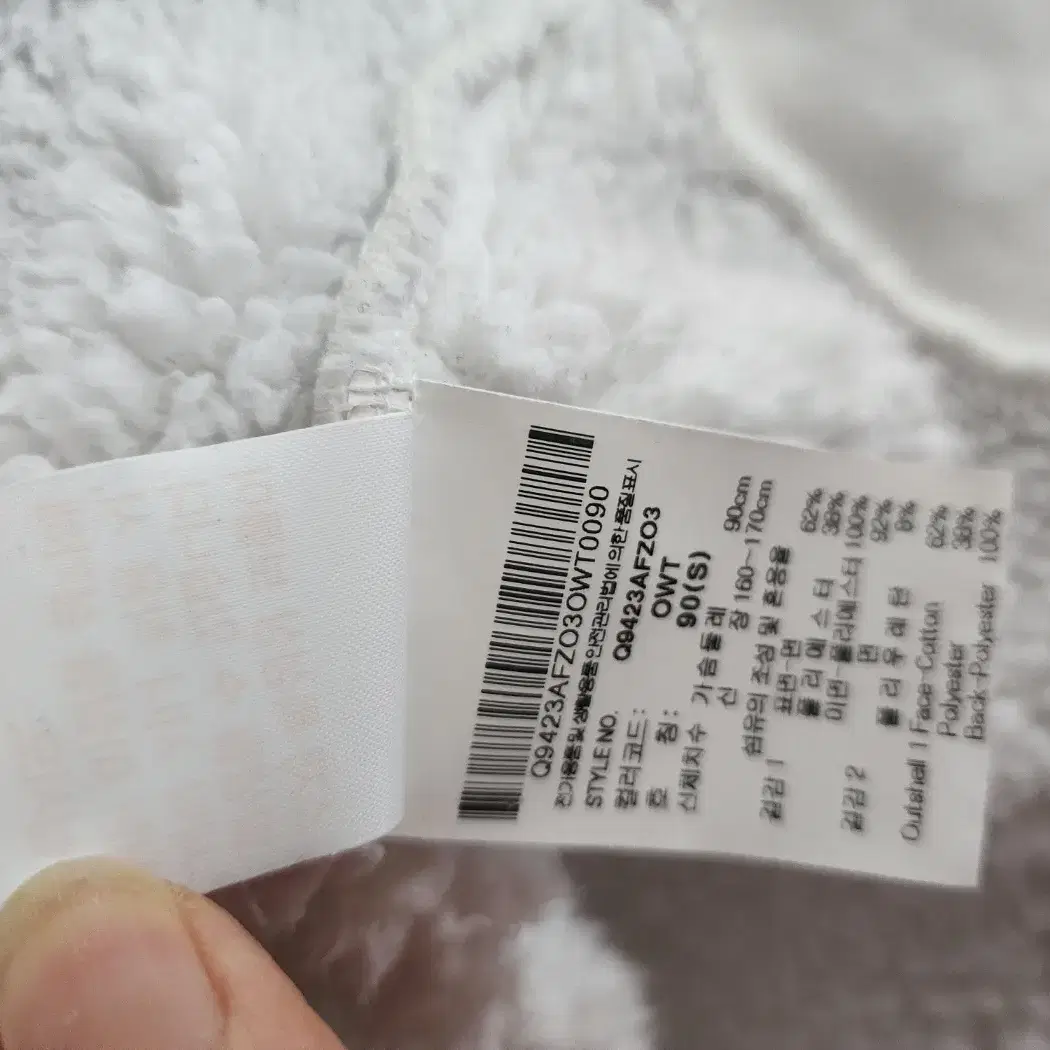 Q9423AFZO3OWT0090
전기용품및생활용품안전관리법에의한품질표시
STYLE NO. Q9423AFZO3
컬러코드: OWT
호 칭: 90(S)
신체치수 가슴둘레 90cm
신 장 160~170cm
섬유의 조성 및 혼용율
겉감 1 표면-면 62%
폴 리 에 스 터 38%
이면-폴리에스터 100%
겉감 2 면 92%
폴 리 우 레 탄 8%
Outshell 1 Face-Cotton 62%
Polyester 38%
Back-Polyester 100%